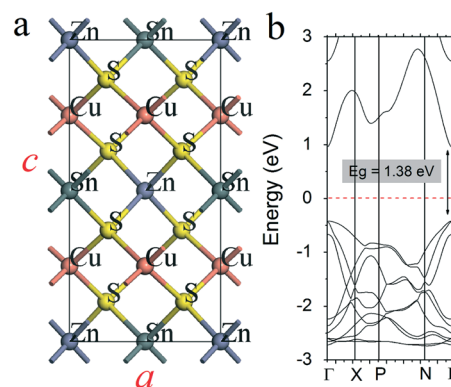 a
Zn Sn Zn
S S
Cu Cu Cu
S S
Sn Zn Sn
S S
Cu Cu Cu
S S
Zn Sn Zn
c
a
b
Energy (eV)
3
2
1
0
-1
-2
-3
Eg = 1.38 eV
Γ X P N